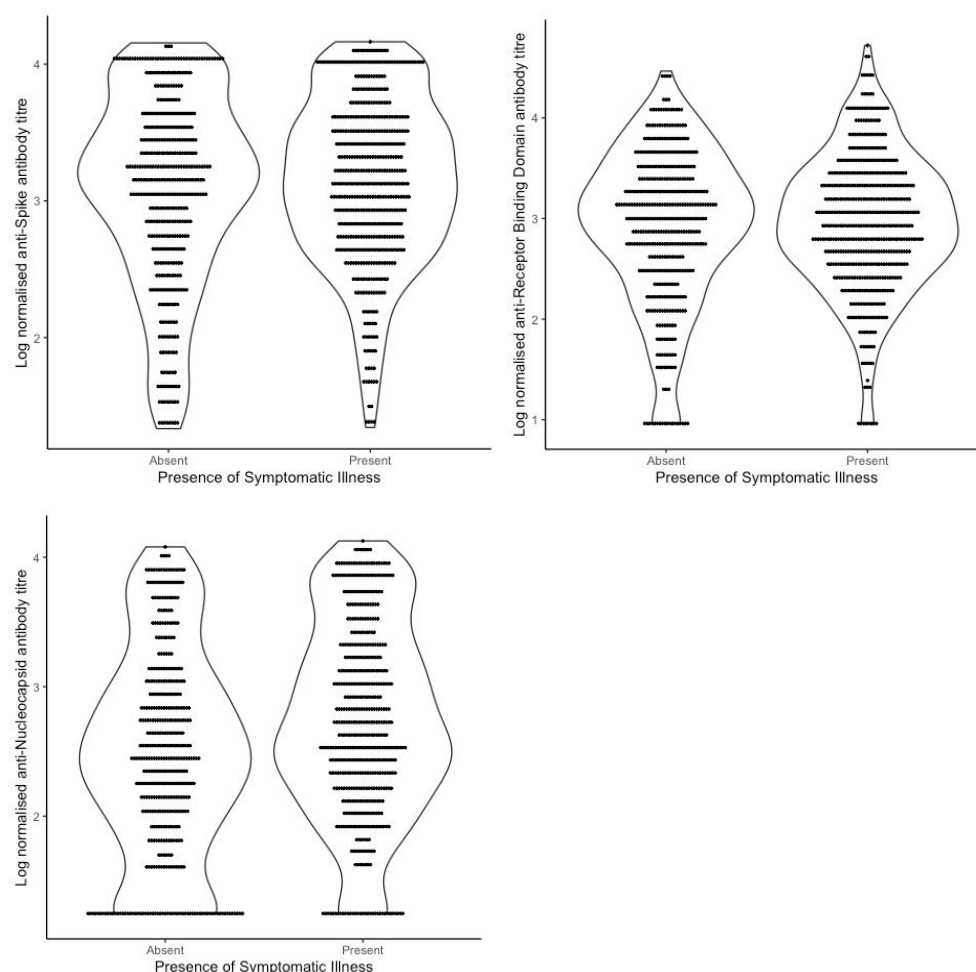 Log normalised anti-Spike antibody titre
4
3
2
Absent
Present
Presence of Symptomatic Illness
Log normalised anti-Receptor Binding Domain antibody titre
4
3
2
1
Absent
Present
Presence of Symptomatic Illness
Log normalised anti-Nucleocapsid antibody titre
4
3
2
Absent
Present
Presence of Symptomatic Illness